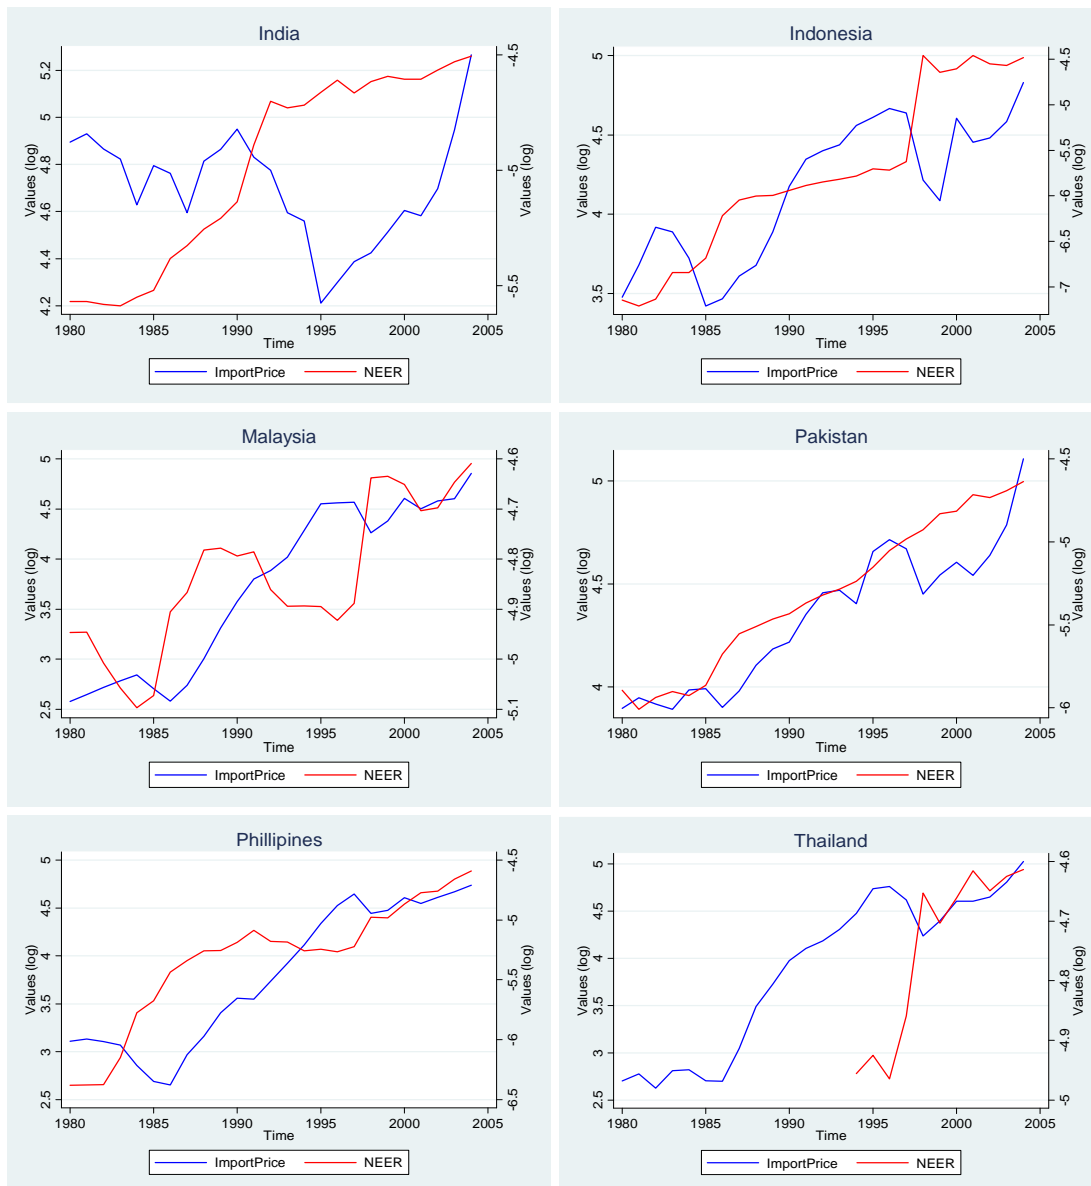 India
Values (log)
4.2 4.4 4.6 4.8 5 5.2
Values (log)
-5.5 -5 -4.5
1980 1985 1990 1995 2000 2005
Time
ImportPrice NEER
Indonesia
Values (log)
3.5 4 4.5 5
Values (log)
-7 -6.5 -6 -5.5 -5 -4.5
1980 1985 1990 1995 2000 2005
Time
ImportPrice NEER
Malaysia
Values (log)
2.5 3 3.5 4 4.5 5
Values (log)
-5.1 -5 -4.9 -4.8 -4.7 -4.6
1980 1985 1990 1995 2000 2005
Time
ImportPrice NEER
Pakistan
Values (log)
4 4.5 5
Values (log)
-6 -5.5 -5 -4.5
1980 1985 1990 1995 2000 2005
Time
ImportPrice NEER
Phillipines
Values (log)
2.5 3 3.5 4 4.5 5
Values (log)
-6.5 -6 -5.5 -5 -4.5
1980 1985 1990 1995 2000 2005
Time
ImportPrice NEER
Thailand
Values (log)
2.5 3 3.5 4 4.5 5
Values (log)
-5 -4.9 -4.8 -4.7 -4.6
1980 1985 1990 1995 2000 2005
Time
ImportPrice NEER